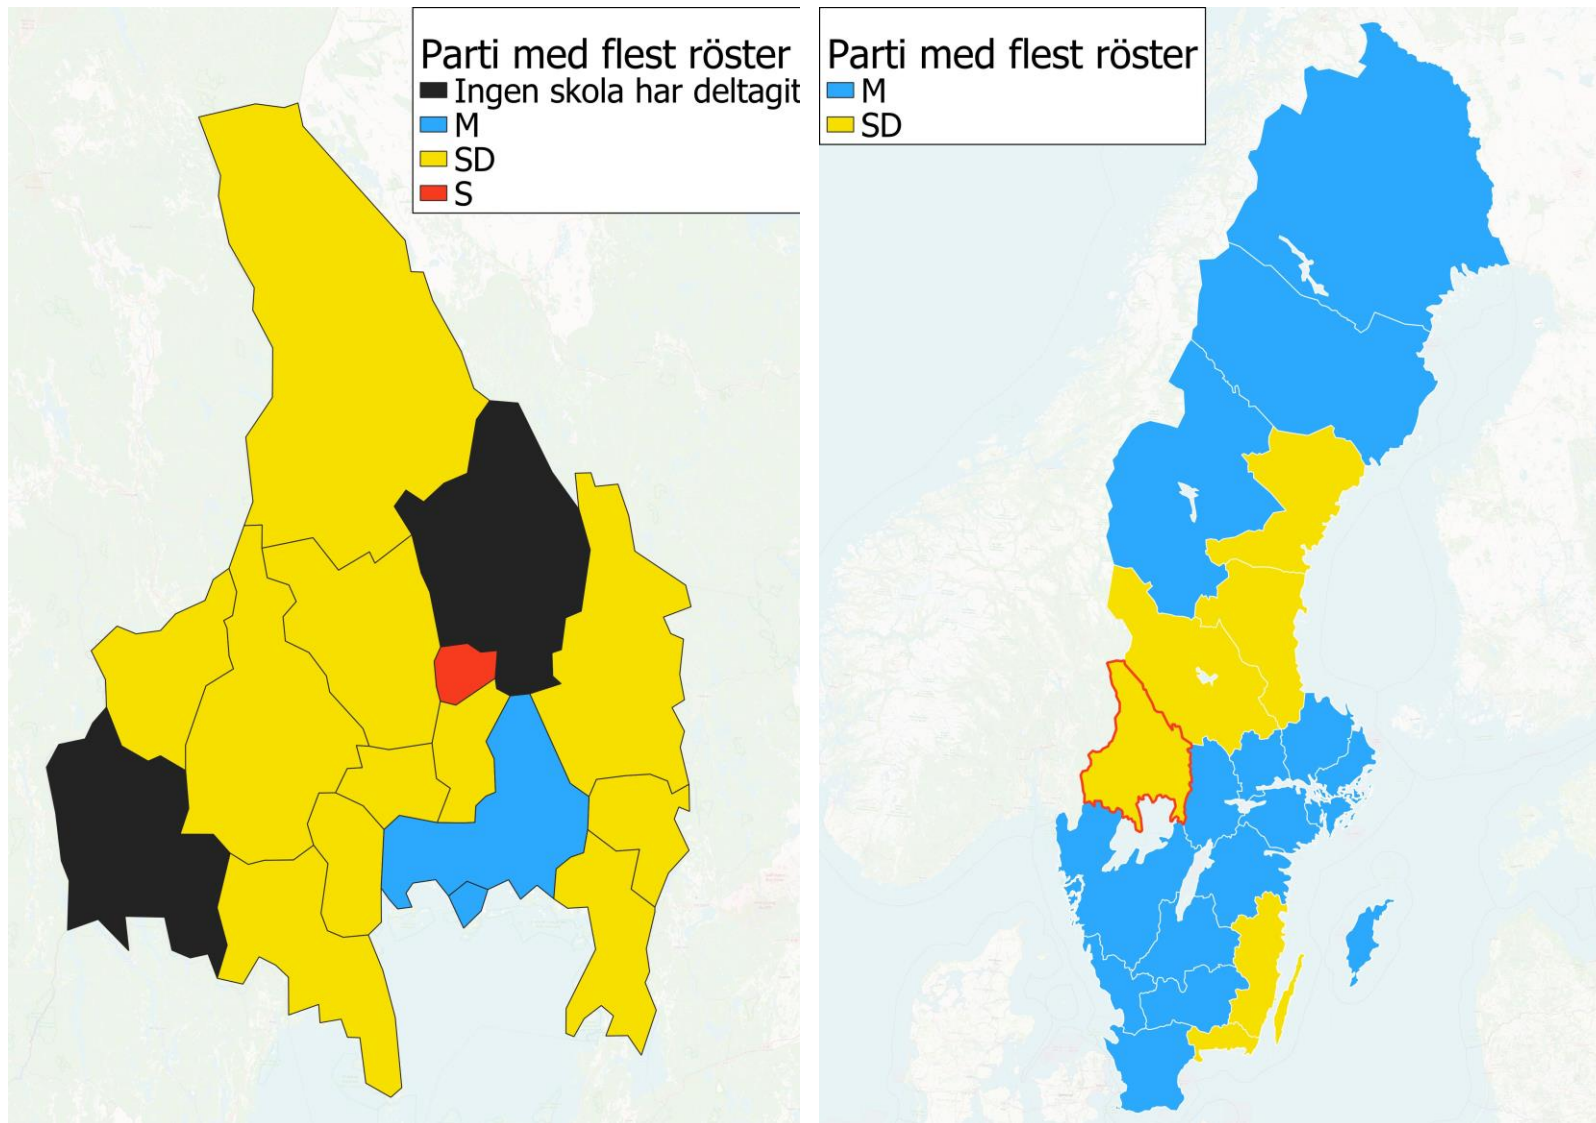 Parti med flest röster
Ingen skola har deltagit
M
SD
S
Parti med flest röster
M
SD